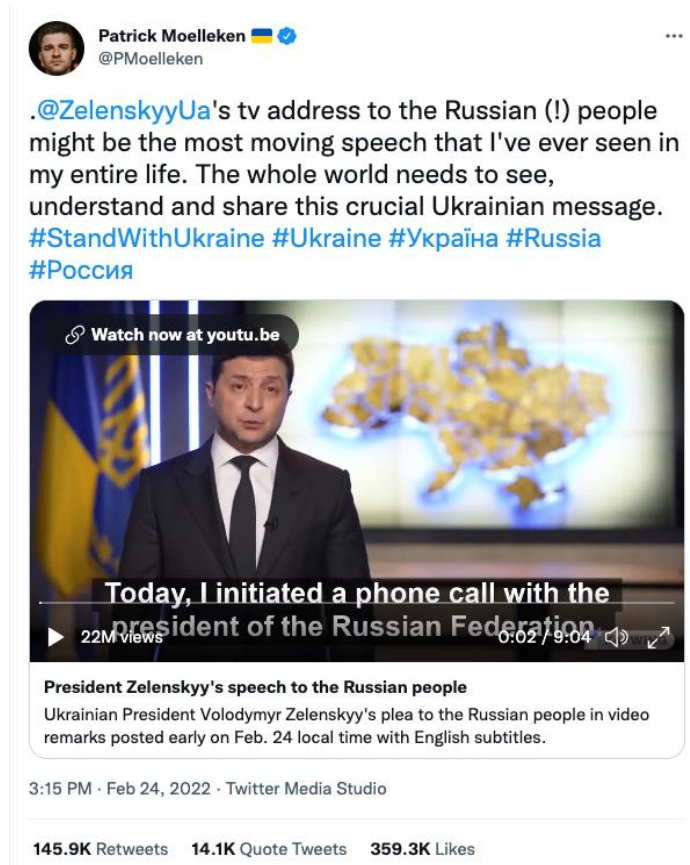 Patrick Moelleken 🇺🇦
@PMoelleken
.@ZelenskyyUa's tv address to the Russian (!) people
might be the most moving speech that I've ever seen in
my entire life. The whole world needs to see,
understand and share this crucial Ukrainian message.
#StandWithUkraine #Ukraine #Україна #Russia
#Россия
Watch now at youtu.be
Today, I initiated a phone call with the
president of the Russian Federation
22M views
0:02 / 9:04
President Zelenskyy's speech to the Russian people
Ukrainian President Volodymyr Zelenskyy's plea to the Russian people in video
remarks posted early on Feb. 24 local time with English subtitles.
3:15 PM · Feb 24, 2022 · Twitter Media Studio
145.9K Retweets 14.1K Quote Tweets 359.3K Likes